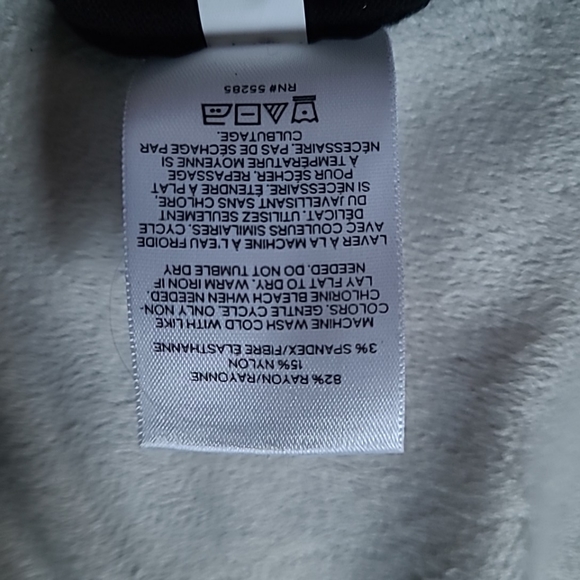 82% RAYON/RAYONNE
15% NYLON
3% SPANDEX/FIBRE ÉLASTHANNE
MACHINE WASH COLD WITH LIKE
COLORS. GENTLE CYCLE. ONLY NON-
CHLORINE BLEACH WHEN NEEDED.
LAY FLAT TO DRY. WARM IRON IF
NEEDED. DO NOT TUMBLE DRY
LAVER À LA MACHINE À L'EAU FROIDE
AVEC COULEURS SIMILAIRES. CYCLE
DÉLICAT. UTILISEZ SEULEMENT
DU JAVELLISANT SANS CHLORE,
SI NÉCESSAIRE. ÉTENDRE À PLAT
POUR SÉCHER. REPASSAGE
À TEMPÉRATURE MOYENNE SI
NÉCESSAIRE. PAS DE SÉCHAGE PAR
CULBUTAGE.
RN# 55285